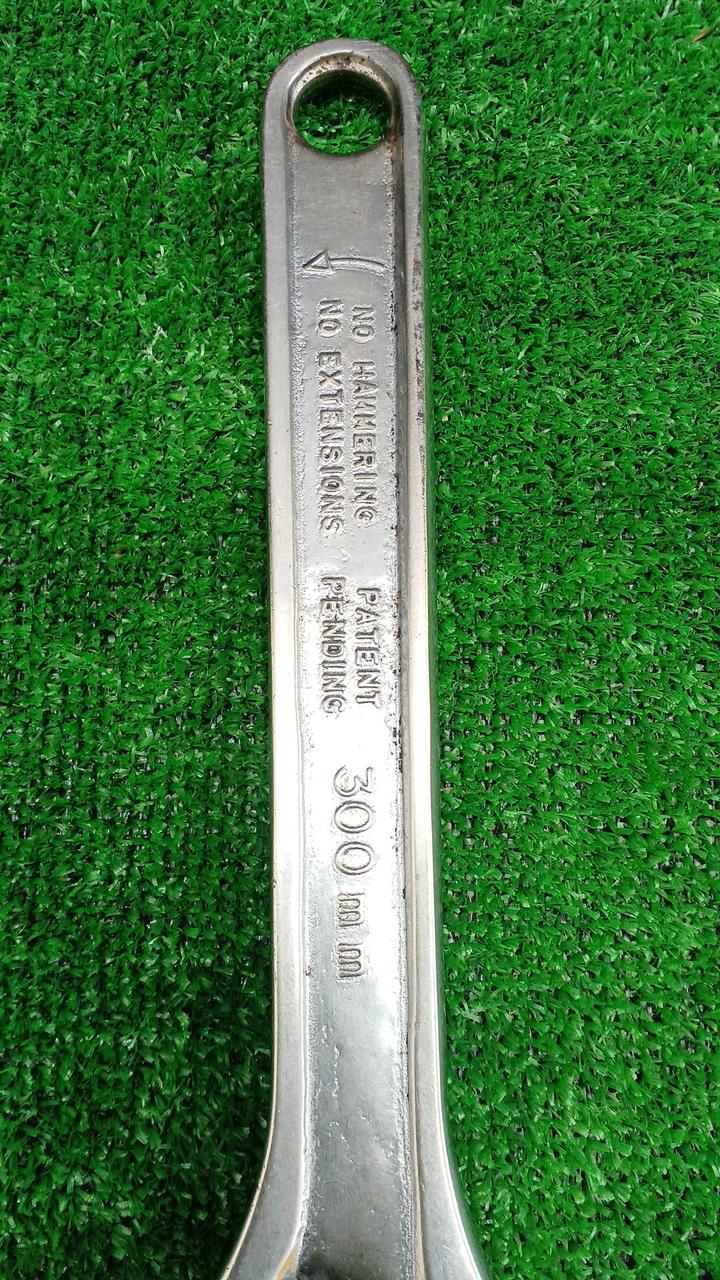 NO HAMMERING
NO EXTENSIONS
PATENT
PENDING
300 mm